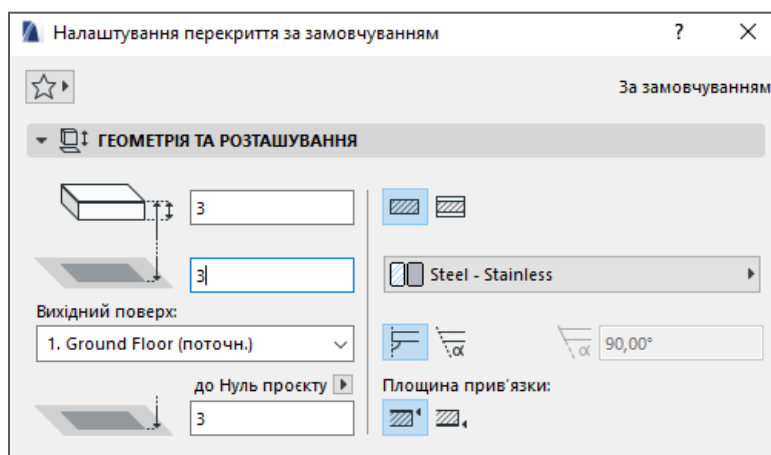 Налаштування перекриття за замовчуванням ?
За замовчуванням
ГЕОМЕТРІЯ ТА РОЗТАШУВАННЯ
3
3
Steel - Stainless
Вихідний поверх:
1. Ground Floor (поточн.)
α
α 90,00°
до Нуль проєкту
Площина прив'язки:
3